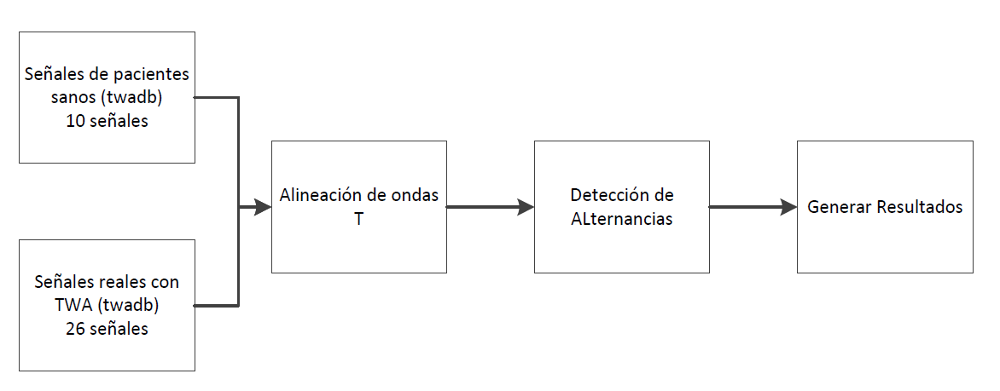 Señales de pacientes
sanos (twadb)
10 señales
Señales reales con
TWA (twadb)
26 señales
Alineación de ondas
T
Detección de
ALternancias
Generar Resultados